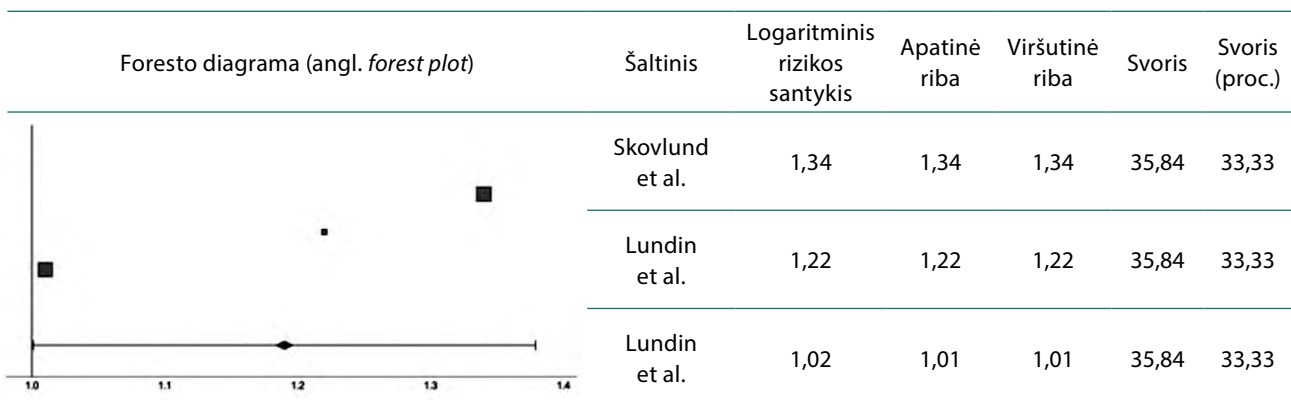 Foresto diagrama (angl. forest plot)
Šaltinis
Logaritminis
rizikos
santykis
Apatinė
riba
Viršutinė
riba
Svoris
Svoris
(proc.)
Skovlund
et al.
1,34
1,34
1,34
35,84
33,33
Lundin
et al.
1,22
1,22
1,22
35,84
33,33
Lundin
et al.
1,02
1,01
1,01
35,84
33,33
1.0 1.1 1.2 1.3 1.4